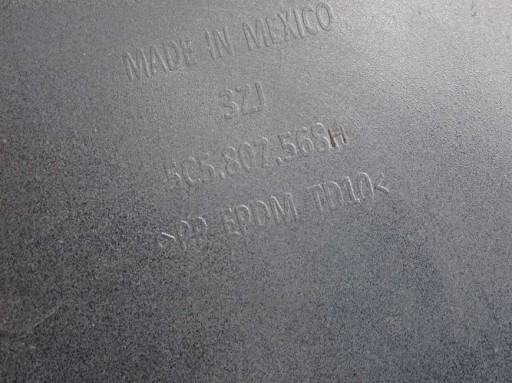 MADE IN MEXICO
3ZJ
5C5.807.568H
>PP EPDM TD10<